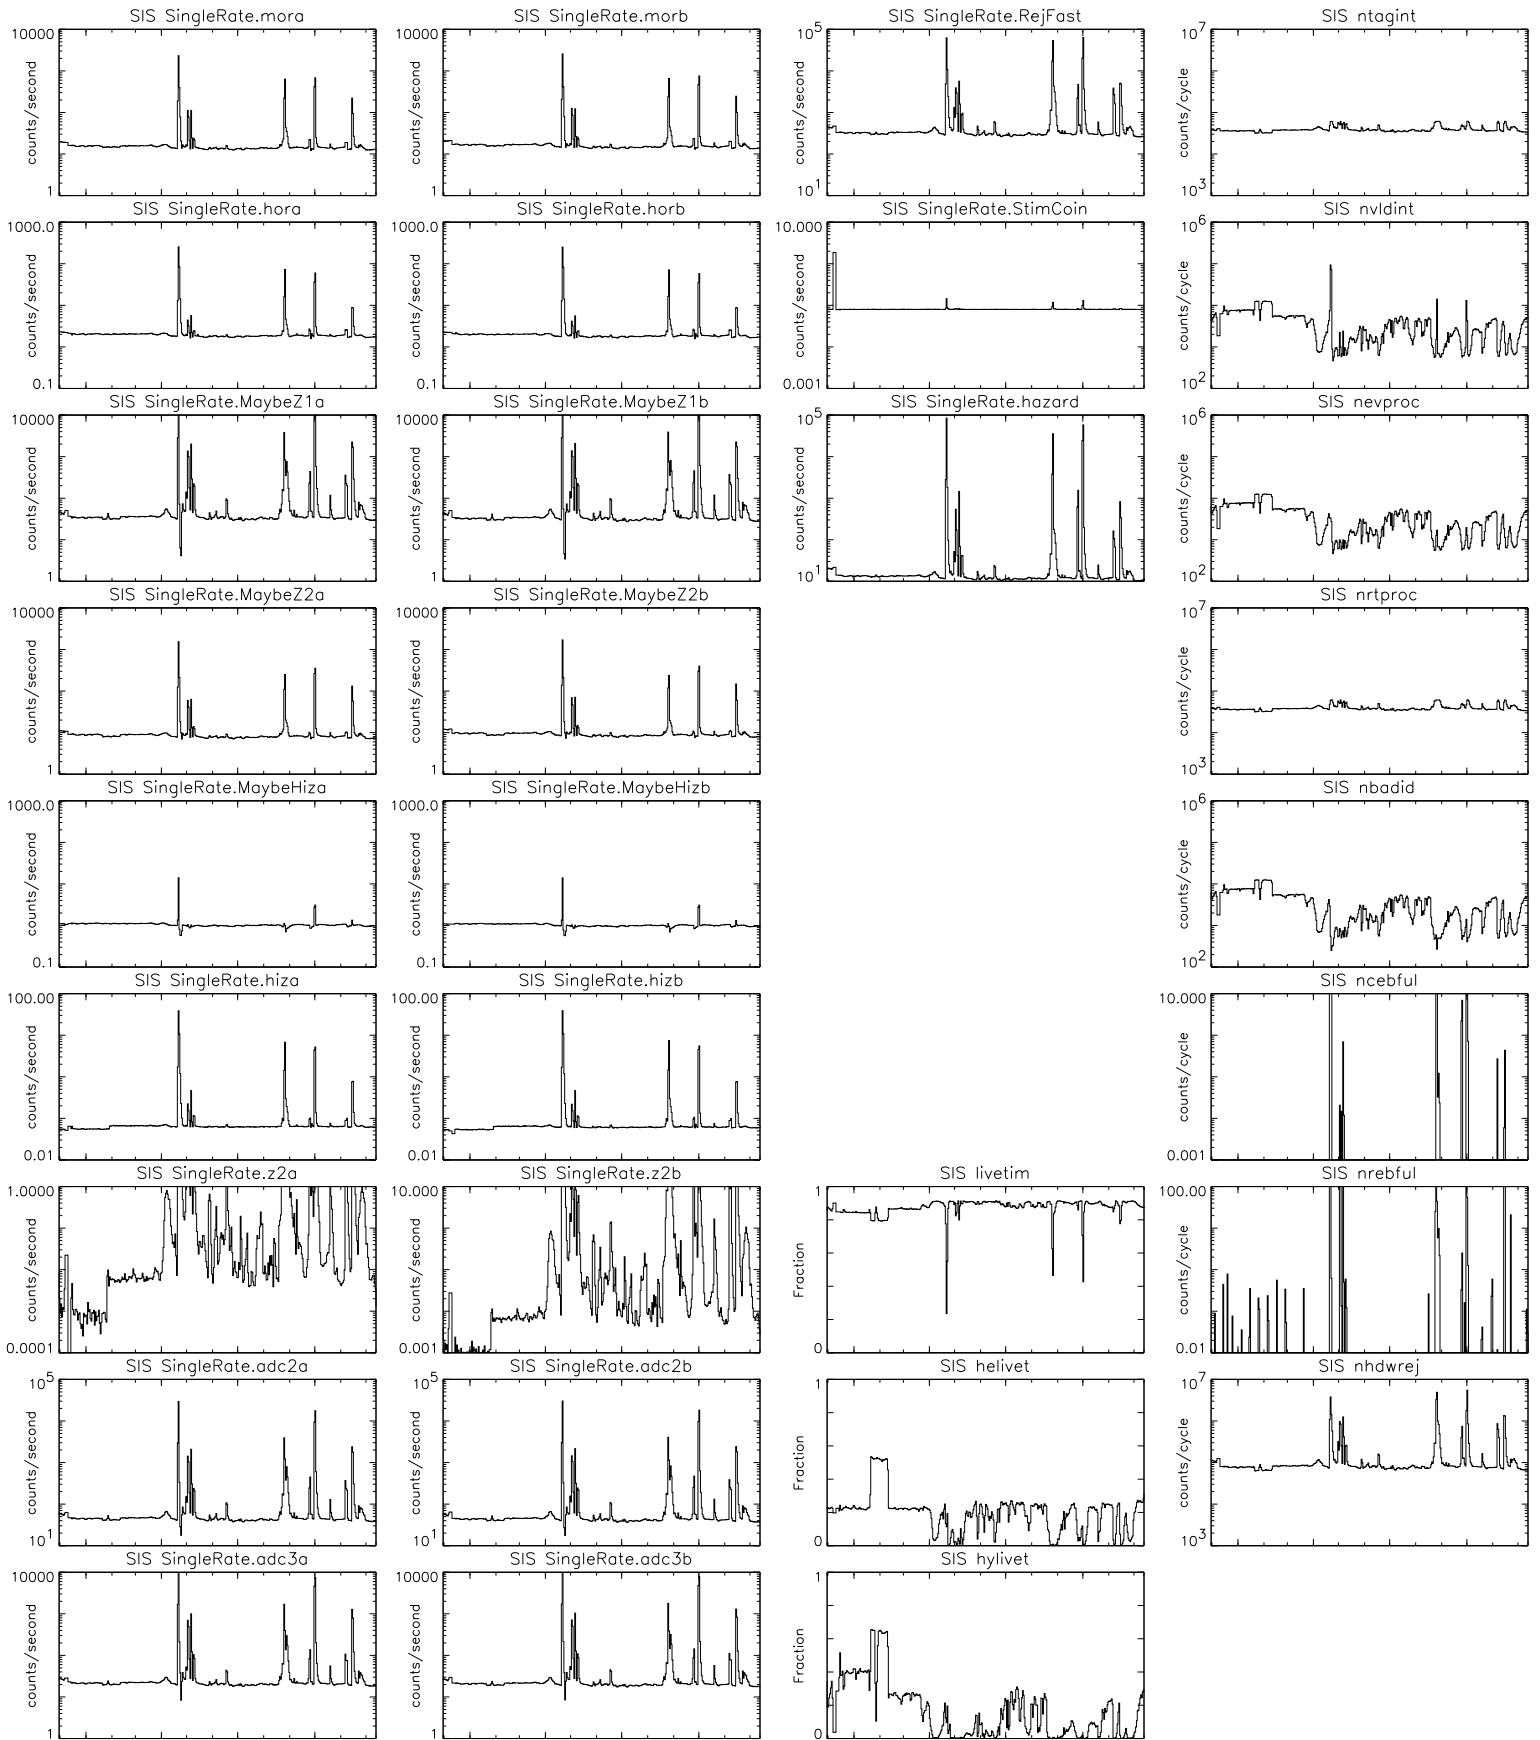 SIS SingleRate.mora
SIS SingleRate.morb
SIS SingleRate.RejFast
SIS ntagint
10000
1
counts/second
10000
1
counts/second
10^5
10^1
counts/second
10^7
10^3
counts/cycle
SIS SingleRate.hora
SIS SingleRate.horb
SIS SingleRate.StimCoin
SIS nvldint
1000.0
0.1
counts/second
1000.0
0.1
counts/second
10.000
0.001
counts/second
10^6
10^2
counts/cycle
SIS SingleRate.MaybeZ1a
SIS SingleRate.MaybeZ1b
SIS SingleRate.hazard
SIS nevproc
10000
1
counts/second
10000
1
counts/second
10^5
10^1
counts/second
10^6
10^2
counts/cycle
SIS SingleRate.MaybeZ2a
SIS SingleRate.MaybeZ2b
SIS nrtproc
10000
1
counts/second
10000
1
counts/second
10^7
10^3
counts/cycle
SIS SingleRate.MaybeHiza
SIS SingleRate.MaybeHizb
SIS nbadid
1000.0
0.1
counts/second
1000.0
0.1
counts/second
10^6
10^2
counts/cycle
SIS SingleRate.hiza
SIS SingleRate.hizb
SIS ncebful
100.00
0.01
counts/second
100.00
0.01
counts/second
10.000
0.001
counts/cycle
SIS SingleRate.z2a
SIS SingleRate.z2b
SIS livetim
SIS nrebful
1.0000
0.0001
counts/second
10.000
0.001
counts/second
1
0
Fraction
100.00
0.01
counts/cycle
SIS SingleRate.adc2a
SIS SingleRate.adc2b
SIS helivet
SIS nhdwrej
10^5
10^1
counts/second
10^5
10^1
counts/second
1
0
Fraction
10^7
10^3
counts/cycle
SIS SingleRate.adc3a
SIS SingleRate.adc3b
SIS hylivet
10000
1
counts/second
10000
1
counts/second
1
0
Fraction